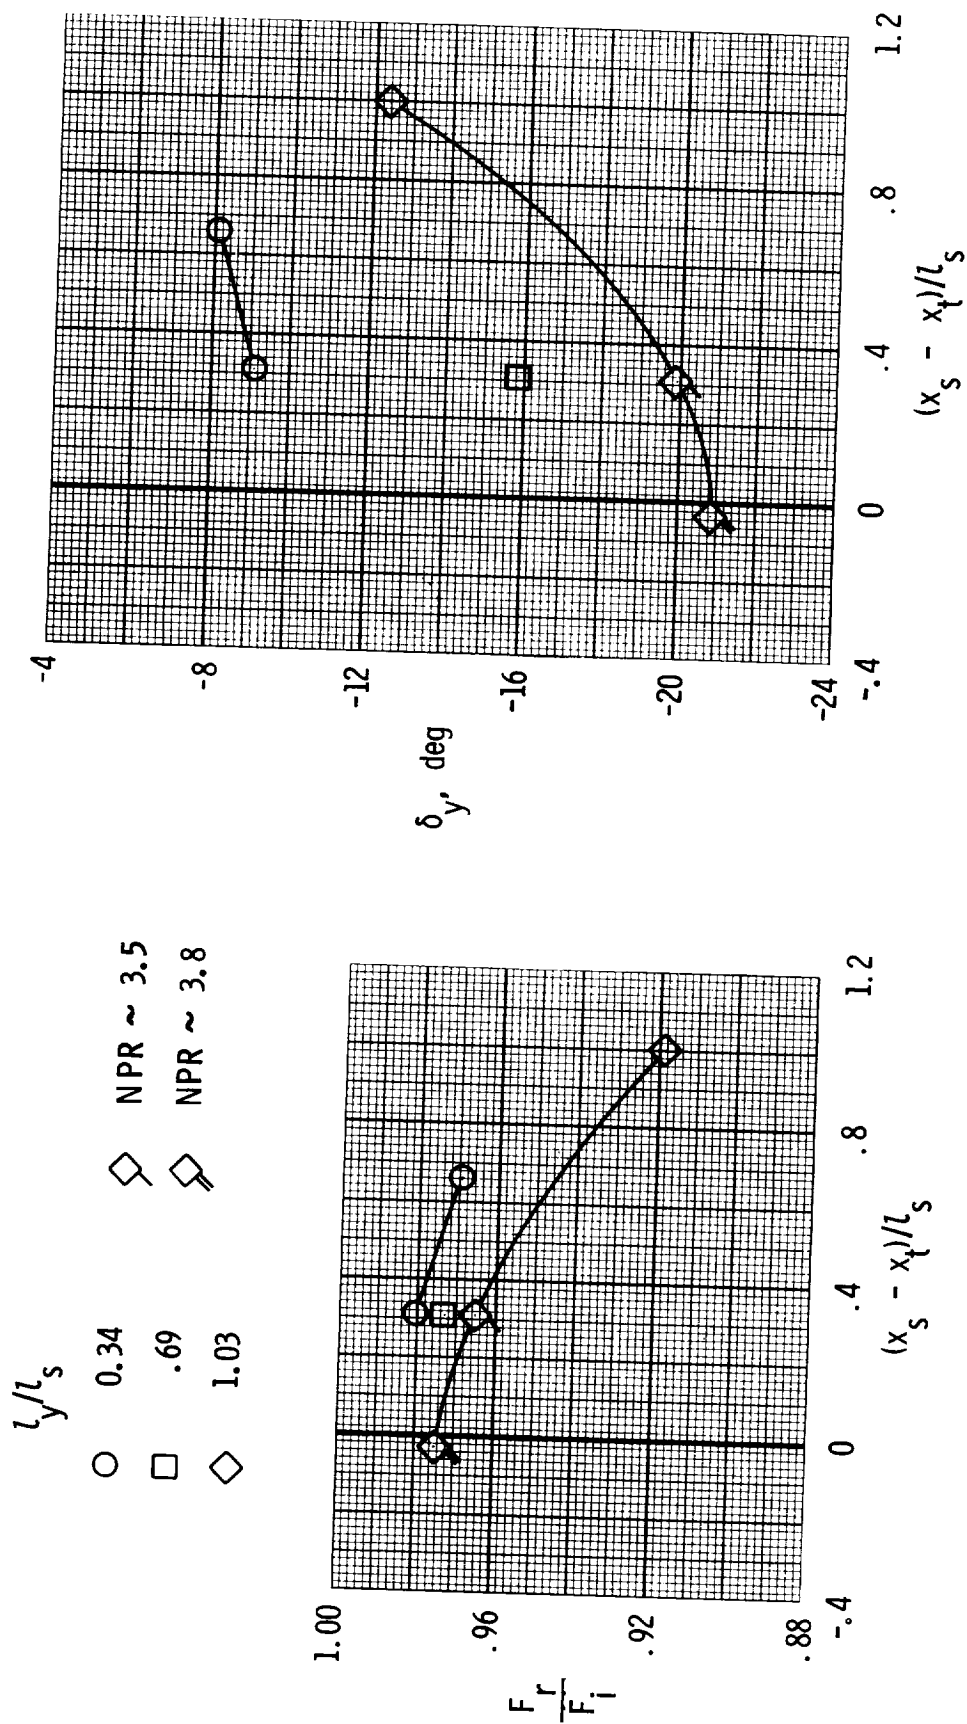 l_y/l_s
0.34
.69
1.03
NPR ~ 3.5
NPR ~ 3.8
F_r
F_i
1.00
.96
.92
.88
-.4
0
.4
.8
1.2
(x_s - x_t)/l_s
δ_y, deg
-4
-8
-12
-16
-20
-24
-.4
0
.4
.8
1.2
(x_s - x_t)/l_s